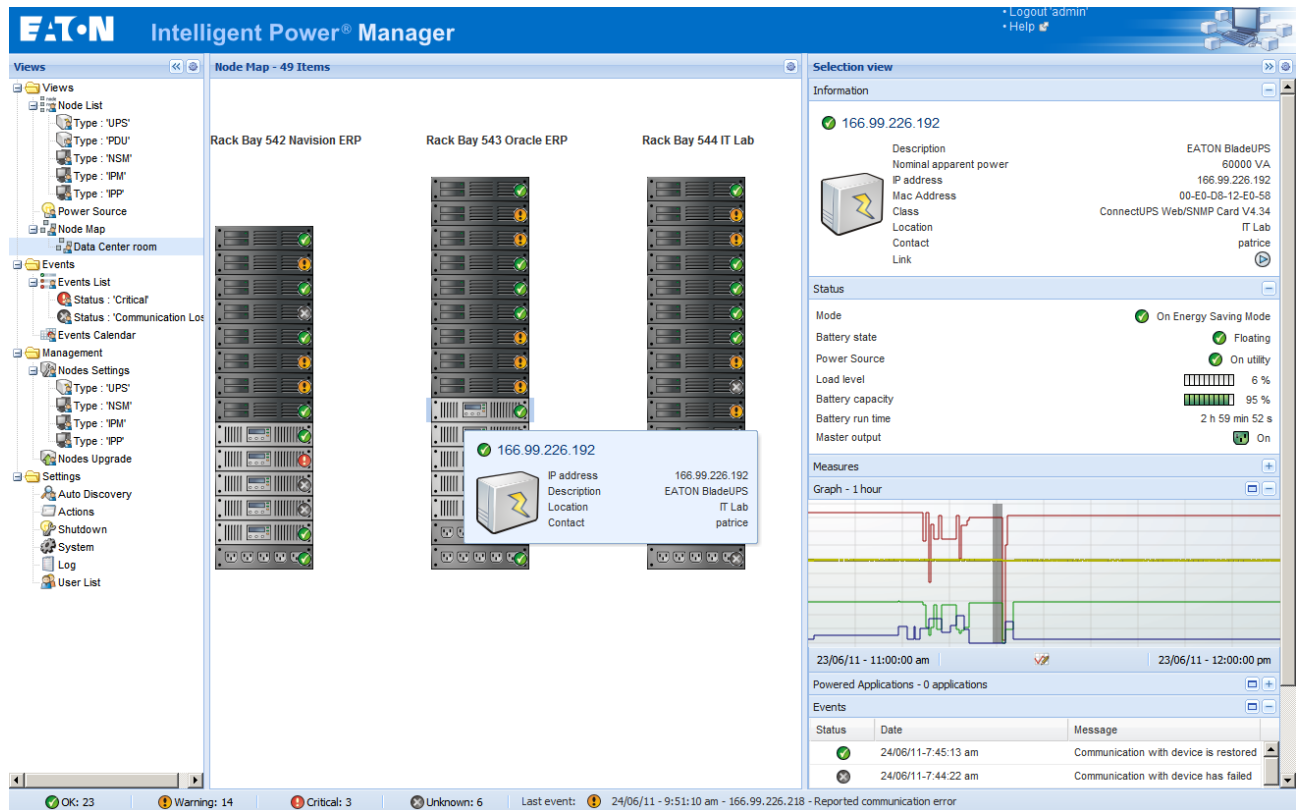 EATON Intelligent Power® Manager
• Logout 'admin'
• Help
Views
Views
Node List
Type : 'UPS'
Type : 'PDU'
Type : 'NSM'
Type : 'IPM'
Type : 'IPP'
Power Source
Node Map
Data Center room
Events
Events List
Status : 'Critical'
Status : 'Communication Los
Events Calendar
Management
Nodes Settings
Type : 'UPS'
Type : 'NSM'
Type : 'IPM'
Type : 'IPP'
Nodes Upgrade
Settings
Auto Discovery
Actions
Shutdown
System
Log
User List
Node Map - 49 Items
Rack Bay 542 Navision ERP
Rack Bay 543 Oracle ERP
Rack Bay 544 IT Lab
166.99.226.192
IP address 166.99.226.192
Description EATON BladeUPS
Location IT Lab
Contact patrice
Selection view
Information
166.99.226.192
Description EATON BladeUPS
Nominal apparent power 60000 VA
IP address 166.99.226.192
Mac Address 00-E0-D8-12-E0-58
Class ConnectUPS Web/SNMP Card V4.34
Location IT Lab
Contact patrice
Link
Status
Mode On Energy Saving Mode
Battery state Floating
Power Source On utility
Load level 6 %
Battery capacity 95 %
Battery run time 2 h 59 min 52 s
Master output On
Measures
Graph - 1 hour
23/06/11 - 11:00:00 am 23/06/11 - 12:00:00 pm
Powered Applications - 0 applications
Events
Status Date Message
24/06/11-7:45:13 am Communication with device is restored
24/06/11-7:44:22 am Communication with device has failed
OK: 23 Warning: 14 Critical: 3 Unknown: 6 Last event: 24/06/11 - 9:51:10 am - 166.99.226.218 - Reported communication error